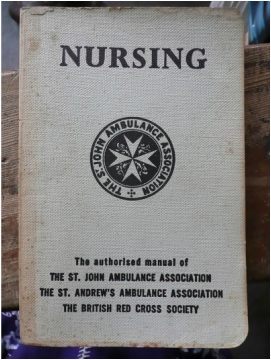 NURSING
THE ST. JOHN AMBULANCE ASSOCIATION
The authorised manual of
THE ST. JOHN AMBULANCE ASSOCIATION
THE ST. ANDREW'S AMBULANCE ASSOCIATION
THE BRITISH RED CROSS SOCIETY